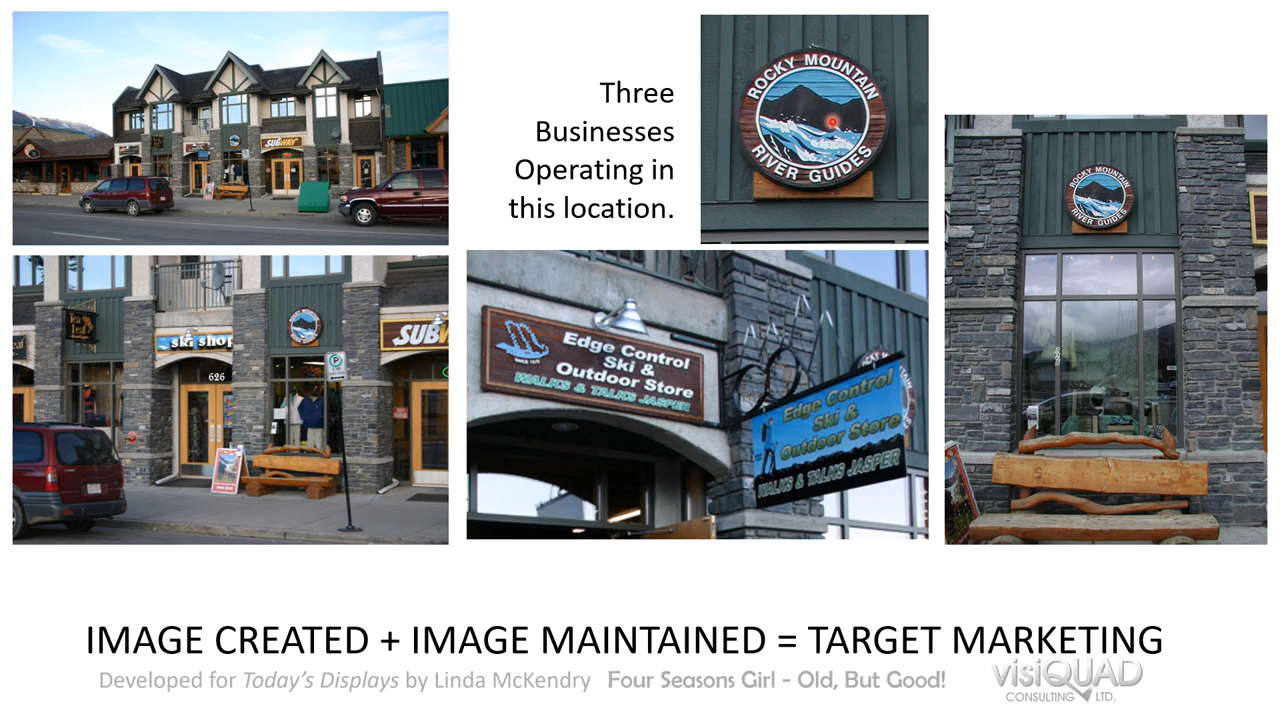 SUBWAY
Three
Businesses
Operating in
this location.
ROCKY MOUNTAIN
RIVER GUIDES
ROCKY MOUNTAIN
RIVER GUIDES
Tea
Leaf
ski shop
626
SUBW
P
SINCE 1978
Edge Control
Ski &
Outdoor Store
WALKS & TALKS JASPER
Edge Control
Ski &
Outdoor Store
WALKS & TALKS JASPER
IMAGE CREATED + IMAGE MAINTAINED = TARGET MARKETING
Developed for Today's Displays by Linda McKendry Four Seasons Girl - Old, But Good!
visiQUAD
CONSULTING LTD.